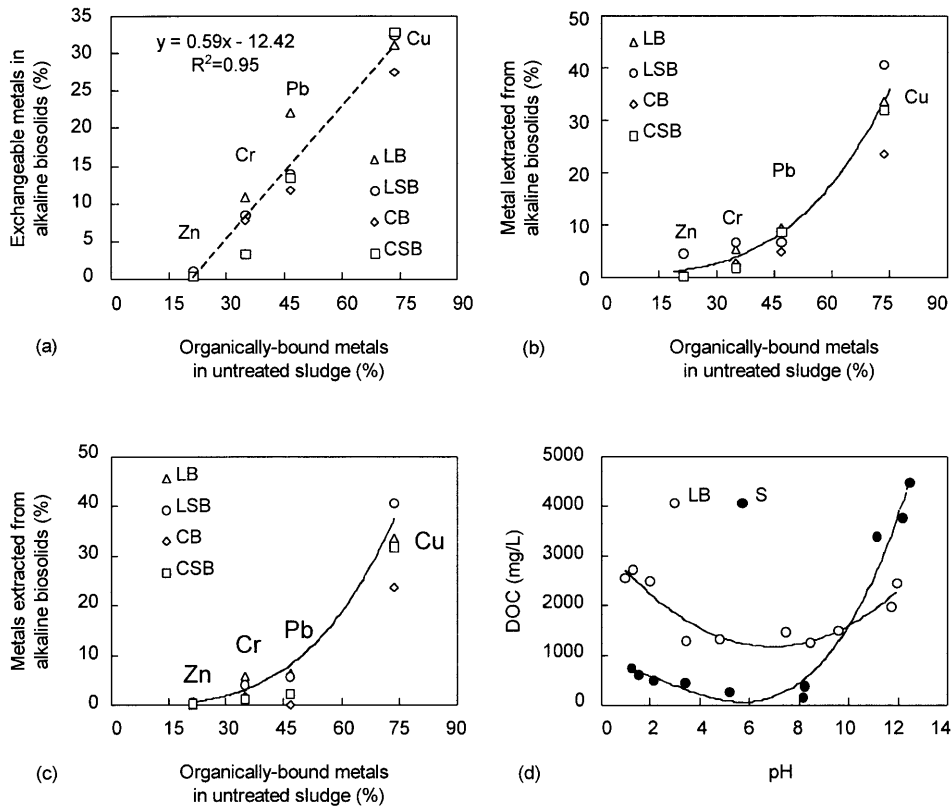 y = 0.59x - 12.42
R²=0.95
Exchangeable metals in
alkaline biosolids (%)
35
30
25
20
15
10
5
0
Zn
Cr
Pb
Cu
LB
LSB
CB
CSB
0 15 30 45 60 75 90
(a)
Organically-bound metals
in untreated sludge (%)
Metal lextracted from
alkaline biosolids (%)
50
40
30
20
10
0
LB
LSB
CB
CSB
Zn
Cr
Pb
Cu
0 15 30 45 60 75 90
(b)
Organically-bound metals
in untreated sludge (%)
Metals extracted from
alkaline biosolids (%)
50
40
30
20
10
0
LB
LSB
CB
CSB
Zn
Cr
Pb
Cu
0 15 30 45 60 75 90
(c)
Organically-bound metals
in untreated sludge (%)
DOC (mg/L)
5000
4000
3000
2000
1000
0
LB
S
0 2 4 6 8 10 12 14
(d)
pH